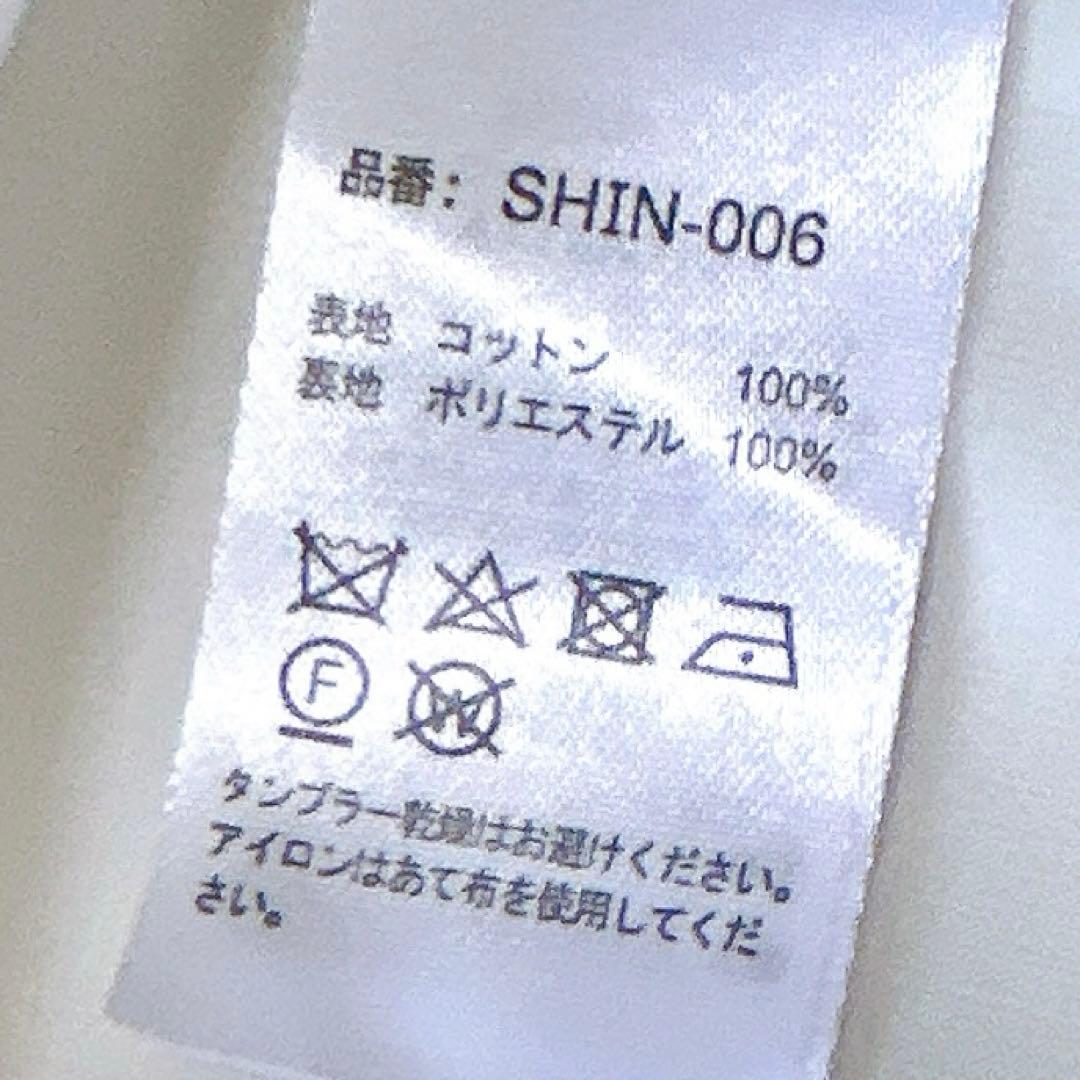 品番： SHIN-006
表地 コットン 100%
裏地 ポリエステル 100%
F
W
タンブラー乾燥はお避けください。
アイロンはあて布を使用してくだ
さい。